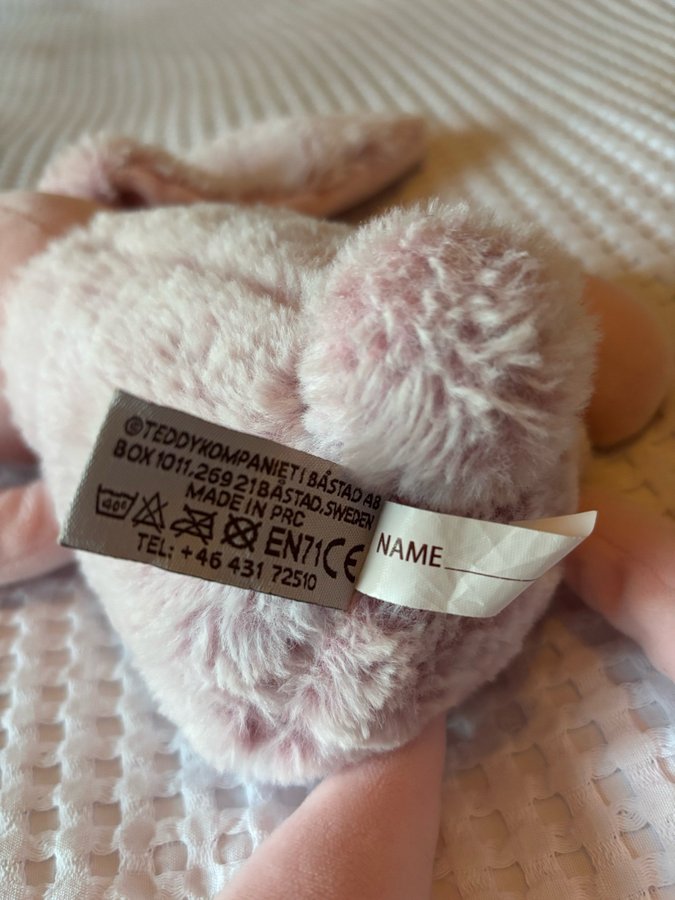 ©TEDDYKOMPANIET I BÅSTAD AB
BOX 1011, 269 21 BÅSTAD, SWEDEN
MADE IN PRC
40° EN71 CE
TEL: +46 431 72510
NAME